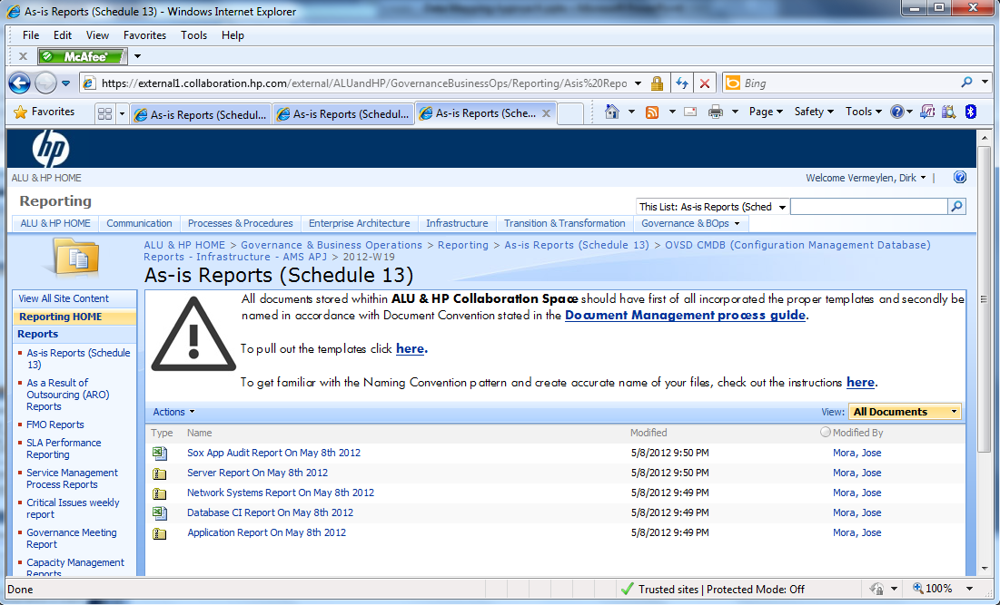 As-is Reports (Schedule 13) - Windows Internet Explorer
File Edit View Favorites Tools Help
McAfee
https://external1.collaboration.hp.com/external/ALUandHP/GovernanceBusinessOps/Reporting/Asis%20Repo
Bing
Favorites
As-is Reports (Schedul...
As-is Reports (Schedul...
As-is Reports (Sche...
Page Safety Tools
hp
ALU & HP HOME
Welcome Vermeylen, Dirk
Reporting
This List: As-is Reports (Sched
ALU & HP HOME Communication Processes & Procedures Enterprise Architecture Infrastructure Transition & Transformation Governance & BOps
ALU & HP HOME > Governance & Business Operations > Reporting > As-is Reports (Schedule 13) > OVSD CMDB (Configuration Management Database)
Reports - Infrastructure - AMS APJ > 2012-W19
As-is Reports (Schedule 13)
View All Site Content
Reporting HOME
Reports
As-is Reports (Schedule
13)
As a Result of
Outsourcing (ARO)
Reports
FMO Reports
SLA Performance
Reporting
Service Management
Process Reports
Critical Issues weekly
report
Governance Meeting
Report
Capacity Management
Reports
All documents stored whithin ALU & HP Collaboration Space should have first of all incorporated the proper templates and secondly be
named in accordance with Document Convention stated in the Document Management process guide.
To pull out the templates click here.
To get familiar with the Naming Convention pattern and create accurate name of your files, check out the instructions here.
Actions
View: All Documents
Type Name Modified Modified By
Sox App Audit Report On May 8th 2012 5/8/2012 9:50 PM Mora, Jose
Server Report On May 8th 2012 5/8/2012 9:50 PM Mora, Jose
Network Systems Report On May 8th 2012 5/8/2012 9:49 PM Mora, Jose
Database CI Report On May 8th 2012 5/8/2012 9:49 PM Mora, Jose
Application Report On May 8th 2012 5/8/2012 9:49 PM Mora, Jose
Done
Trusted sites | Protected Mode: Off
100%